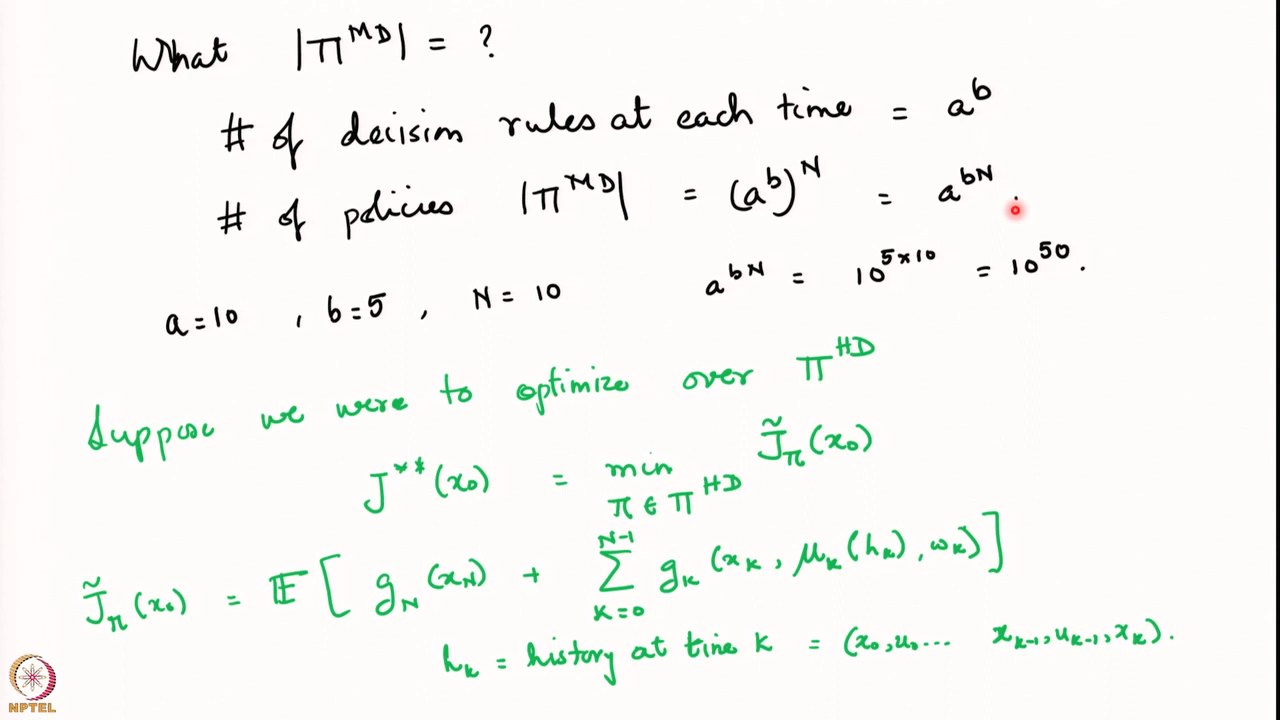 What |Π^MD| = ?
# of decision rules at each time = a^b
# of policies |Π^MD| = (a^b)^N = a^bN.
a=10 , b=5 , N = 10 a^bN = 10^5×10 = 10^50.
Suppose we were to optimize over Π^HD
J^**(x₀) = min_{π ∈ Π^HD} J̃_π(x₀)
J̃_π(x₀) = 𝔼 [ g_N(x_N) + ∑_{k=0}^{N-1} g_k(x_k, μ_k(h_k), w_k) ]
h_k = history at time k = (x₀, u₀ ... x_{k-1}, u_{k-1}, x_k).
NPTEL